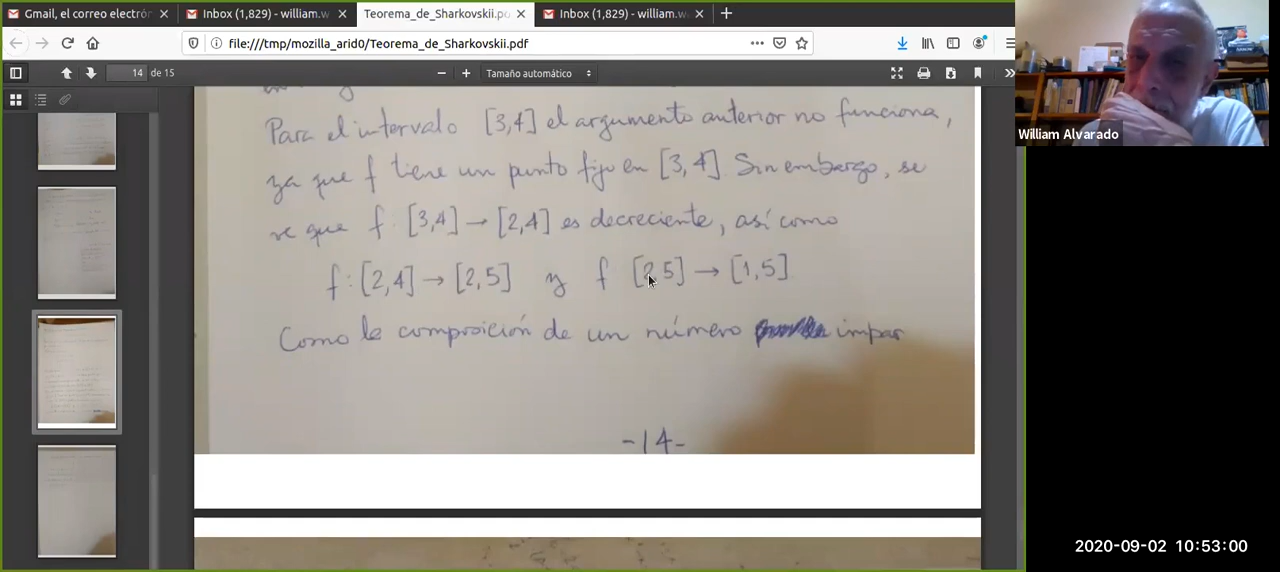 Gmail, el correo electrón
Inbox (1,829) - william.w
Teorema_de_Sharkovskii.p
Inbox (1,829) - william.w
file:///tmp/mozilla_arid0/Teorema_de_Sharkovskii.pdf
14 de 15
Tamaño automático
Para el intervalo [3,4] el argumento anterior no funciona,
ya que f tiene un punto fijo en [3,4]. Sin embargo, se
ve que f: [3,4] → [2,4] es decreciente, así como
f: [2,4] → [2,5] y f [2,5] → [1,5]
Como la composición de un número impar
-14-
William Alvarado
2020-09-02 10:53:00